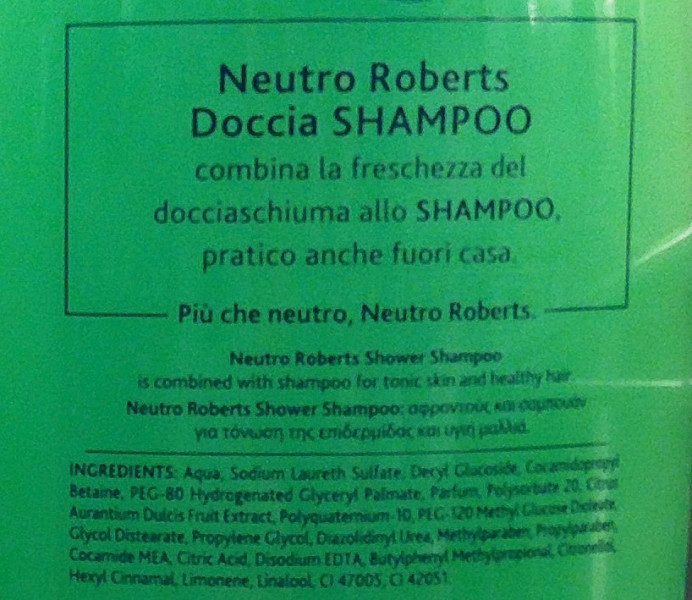 Neutro Roberts
Doccia SHAMPOO
combina la freschezza del
docciaschiuma allo SHAMPOO,
pratico anche fuori casa.
Più che neutro, Neutro Roberts.
Neutro Roberts Shower Shampoo
is combined with shampoo for tonic skin and healthy hair.
Neutro Roberts Shower Shampoo: αφροντούς και σαμπουάν
για τόνωση της επιδερμίδας και υγιή μαλλιά.
INGREDIENTS: Aqua, Sodium Laureth Sulfate, Decyl Glucoside, Cocamidopropyl
Betaine, PEG-80 Hydrogenated Glyceryl Palmate, Parfum, Polysorbate 20, Citrus
Aurantium Dulcis Fruit Extract, Polyquaternium-10, PEG-120 Methyl Glucose Dioleate,
Glycol Distearate, Propylene Glycol, Diazolidinyl Urea, Methylparaben, Propylparaben,
Cocamide MEA, Citric Acid, Disodium EDTA, Butylphenyl Methylpropional, Citronellol,
Hexyl Cinnamal, Limonene, Linalool, CI 47005, CI 42051.